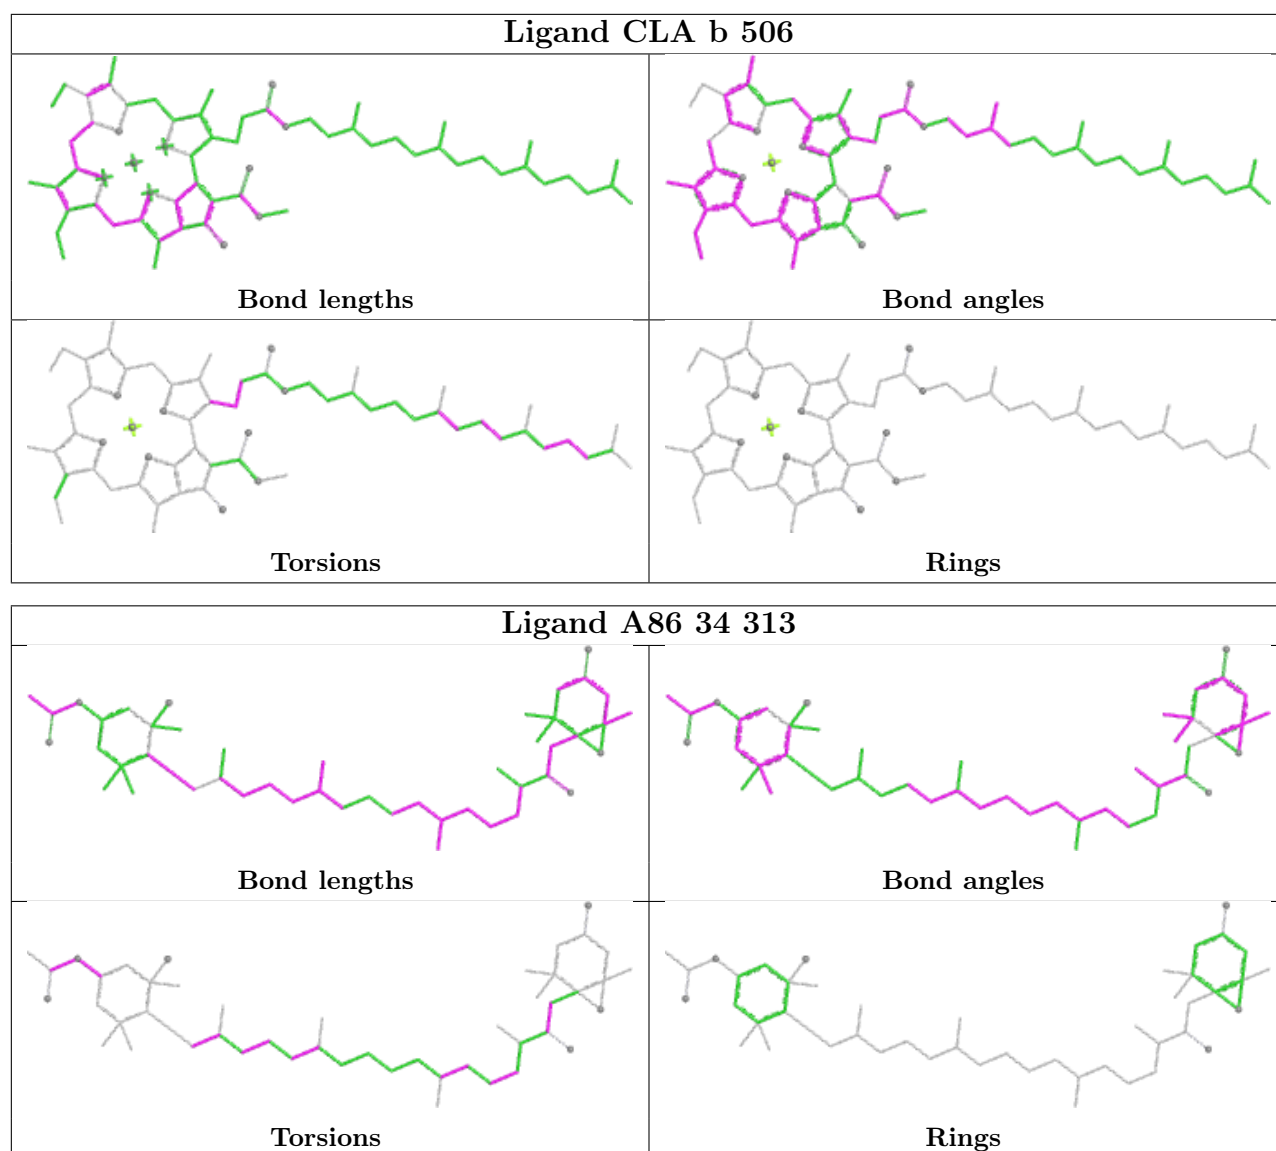 Ligand CLA b 506
Bond lengths
Bond angles
Torsions
Rings
Ligand A86 34 313
Bond lengths
Bond angles
Torsions
Rings